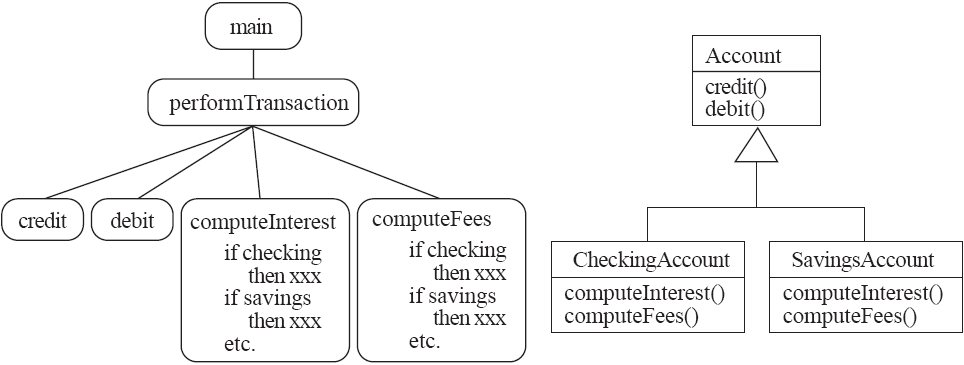 main
performTransaction
credit
debit
computeInterest
if checking
then xxx
if savings
then xxx
etc.
computeFees
if checking
then xxx
if savings
then xxx
etc.
Account
credit()
debit()
CheckingAccount
computeInterest()
computeFees()
SavingsAccount
computeInterest()
computeFees()